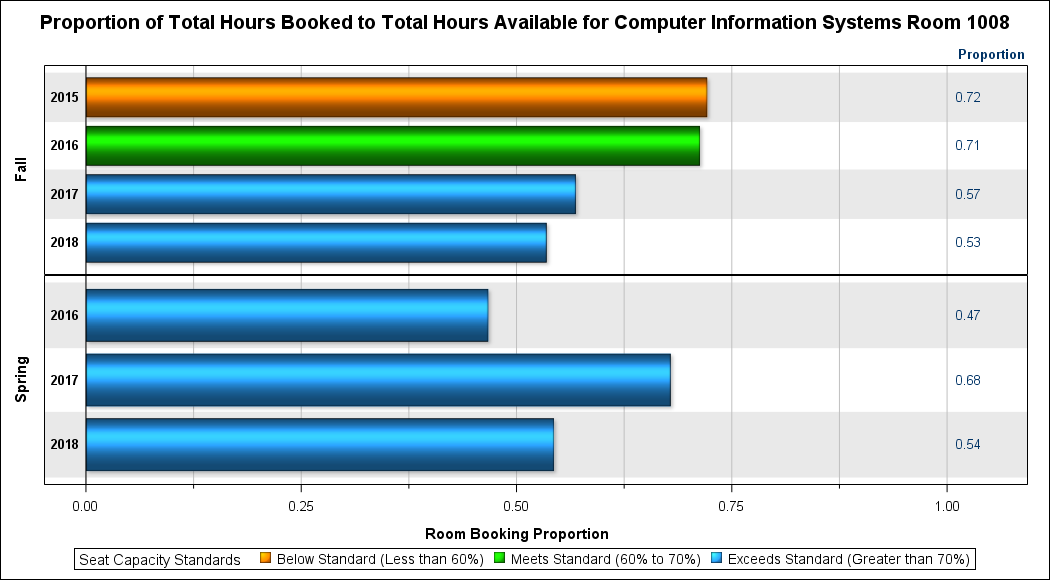 Proportion of Total Hours Booked to Total Hours Available for Computer Information Systems Room 1008
Proportion
Fall
2015 0.72
2016 0.71
2017 0.57
2018 0.53
Spring
2016 0.47
2017 0.68
2018 0.54
0.00 0.25 0.50 0.75 1.00
Room Booking Proportion
Seat Capacity Standards Below Standard (Less than 60%) Meets Standard (60% to 70%) Exceeds Standard (Greater than 70%)